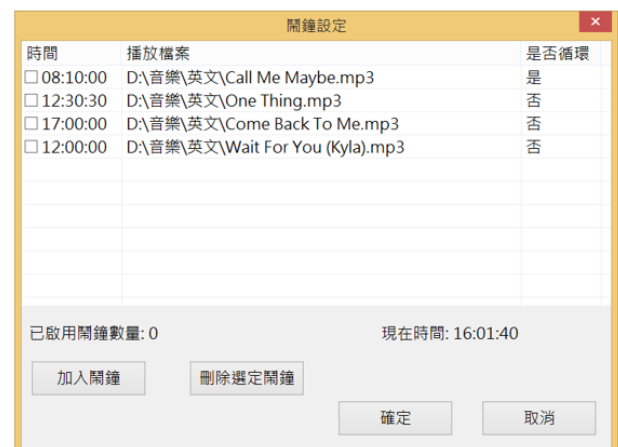 鬧鐘設定
時間 播放檔案 是否循環
08:10:00 D:\音樂\英文\Call Me Maybe.mp3 是
12:30:30 D:\音樂\英文\One Thing.mp3 否
17:00:00 D:\音樂\英文\Come Back To Me.mp3 否
12:00:00 D:\音樂\英文\Wait For You (Kyla).mp3 否
已啟用鬧鐘數量: 0 現在時間: 16:01:40
加入鬧鐘 刪除選定鬧鐘
確定 取消